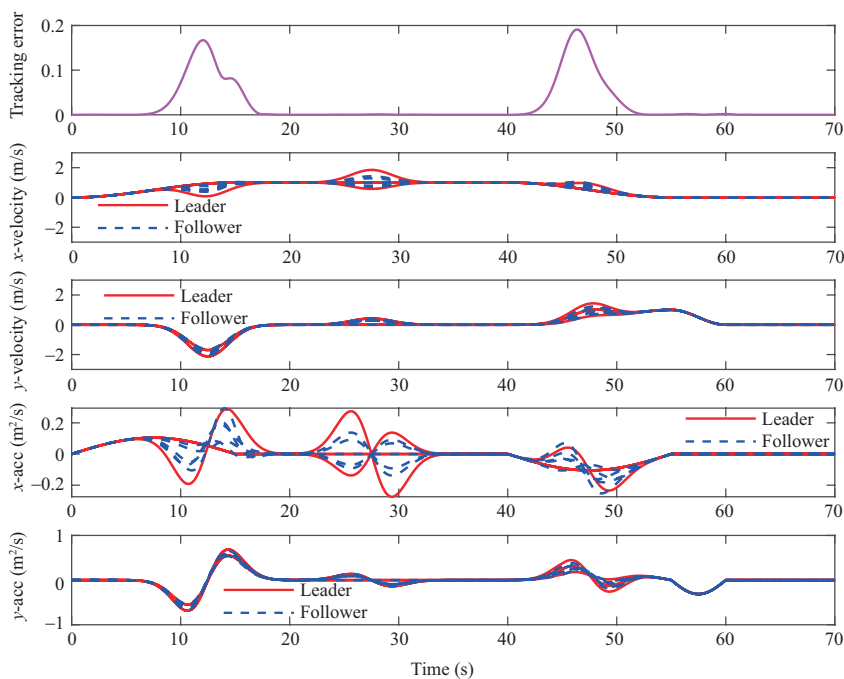 Tracking error
0.2
0.1
0
0 10 20 30 40 50 60 70
x-velocity (m/s)
2
0
−2
Leader
Follower
0 10 20 30 40 50 60 70
y-velocity (m/s)
2
0
−2
Leader
Follower
0 10 20 30 40 50 60 70
x-acc (m²/s)
0.2
0
−0.2
Leader
Follower
0 10 20 30 40 50 60 70
y-acc (m²/s)
1
0
−1
Leader
Follower
0 10 20 30 40 50 60 70
Time (s)